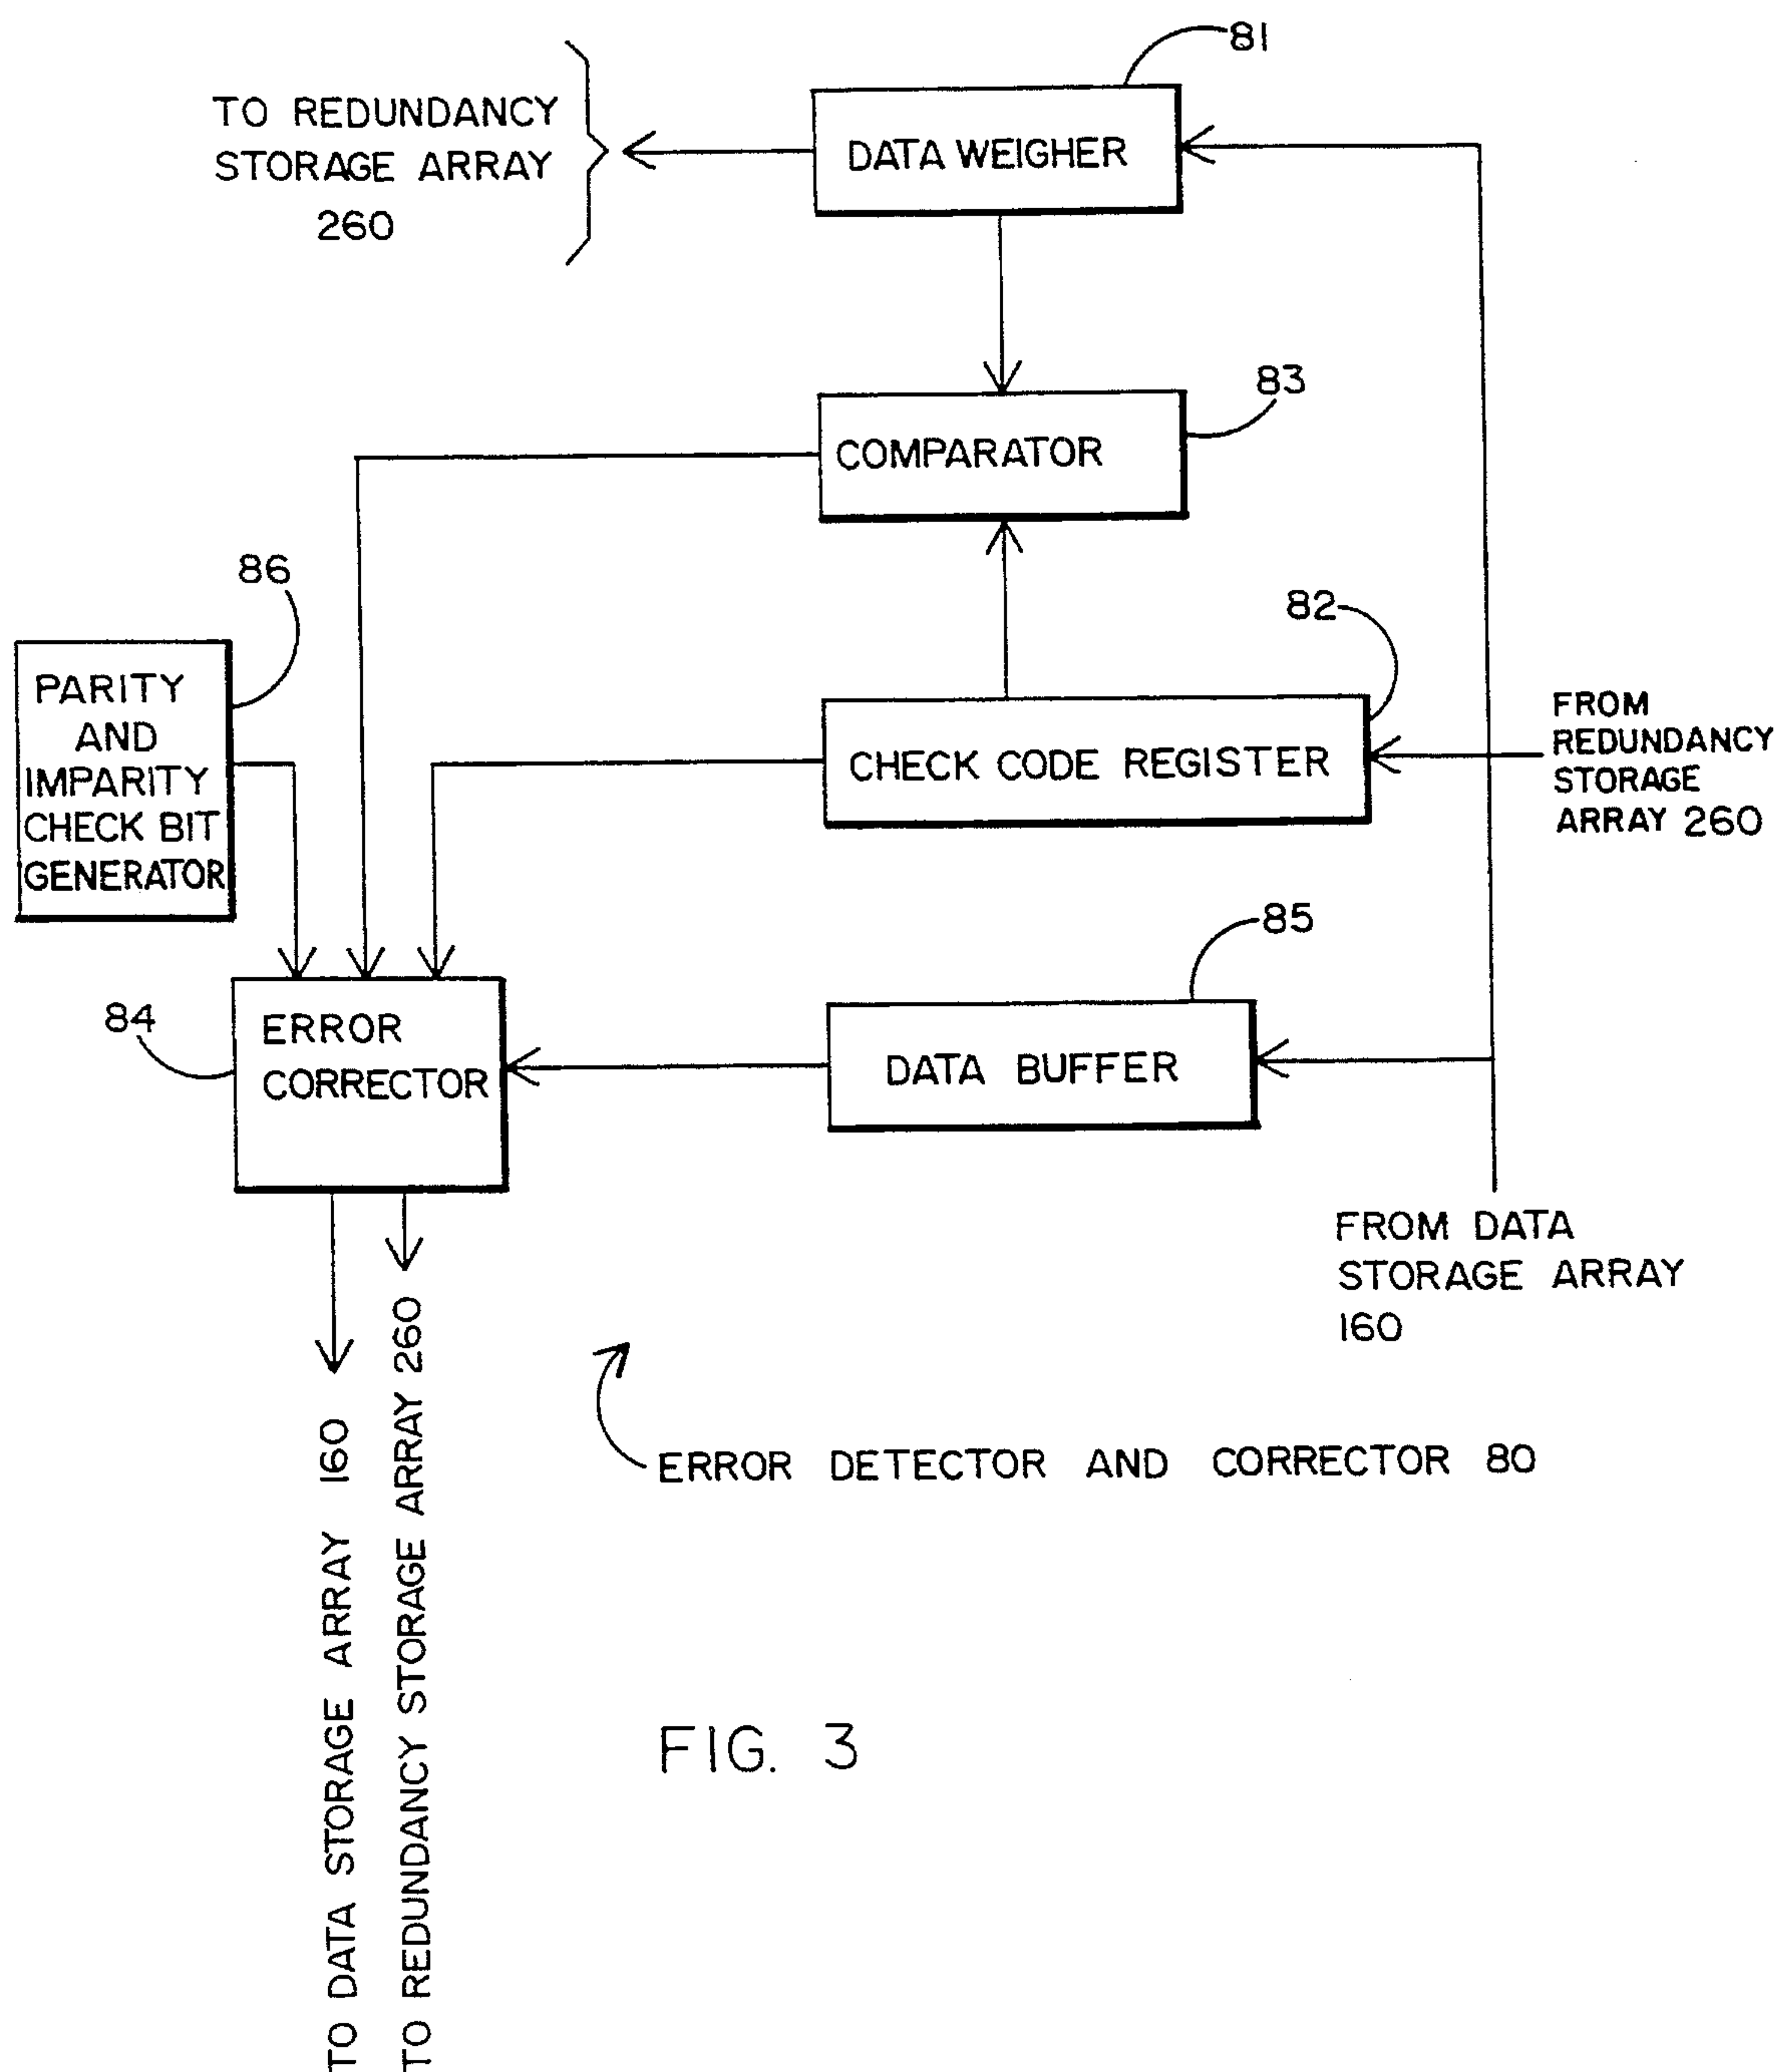 81
TO REDUNDANCY
STORAGE ARRAY
260
DATA WEIGHER
83
COMPARATOR
86
82
PARITY
AND
IMPARITY
CHECK BIT
GENERATOR
CHECK CODE REGISTER
FROM
REDUNDANCY
STORAGE
ARRAY 260
85
84
ERROR
CORRECTOR
DATA BUFFER
FROM DATA
STORAGE ARRAY
160
TO DATA STORAGE ARRAY 160
TO REDUNDANCY STORAGE ARRAY 260
ERROR DETECTOR AND CORRECTOR 80
FIG. 3